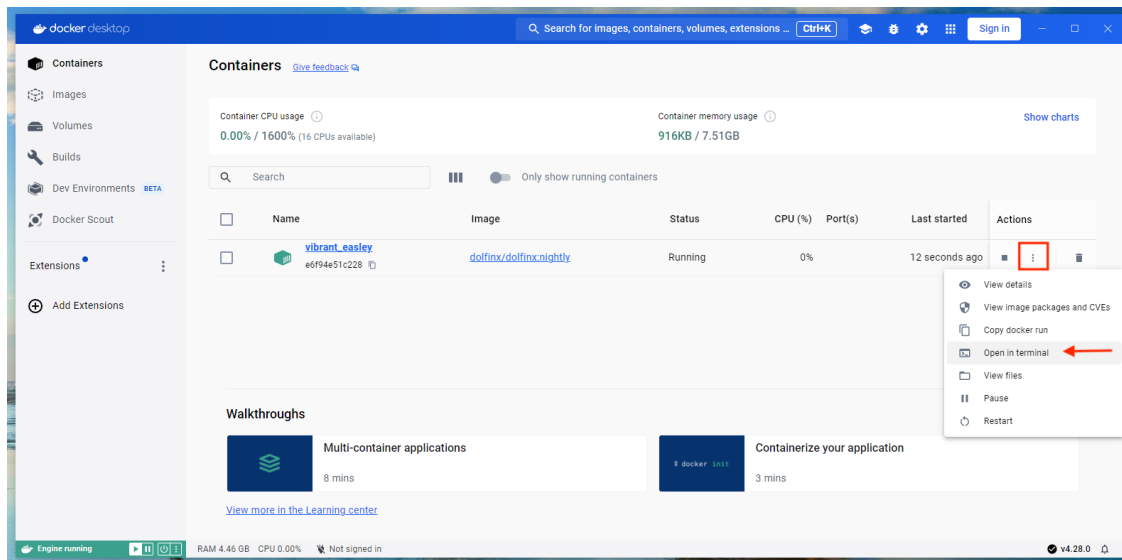 docker desktop
Search for images, containers, volumes, extensions ... Ctrl+K
Sign in
Containers
Images
Volumes
Builds
Dev Environments BETA
Docker Scout
Extensions
Add Extensions
Containers Give feedback
Container CPU usage
0.00% / 1600% (16 CPUs available)
Container memory usage
916KB / 7.51GB
Show charts
Search
Only show running containers
Name Image Status CPU (%) Port(s) Last started Actions
vibrant_easley
e6f94e51c228
dolfinx/dolfinx:nightly Running 0% 12 seconds ago
View details
View image packages and CVEs
Copy docker run
Open in terminal
View files
Pause
Restart
Walkthroughs
Multi-container applications
8 mins
$ docker init
Containerize your application
3 mins
View more in the Learning center
Engine running
RAM 4.46 GB CPU 0.00% Not signed in
v4.28.0